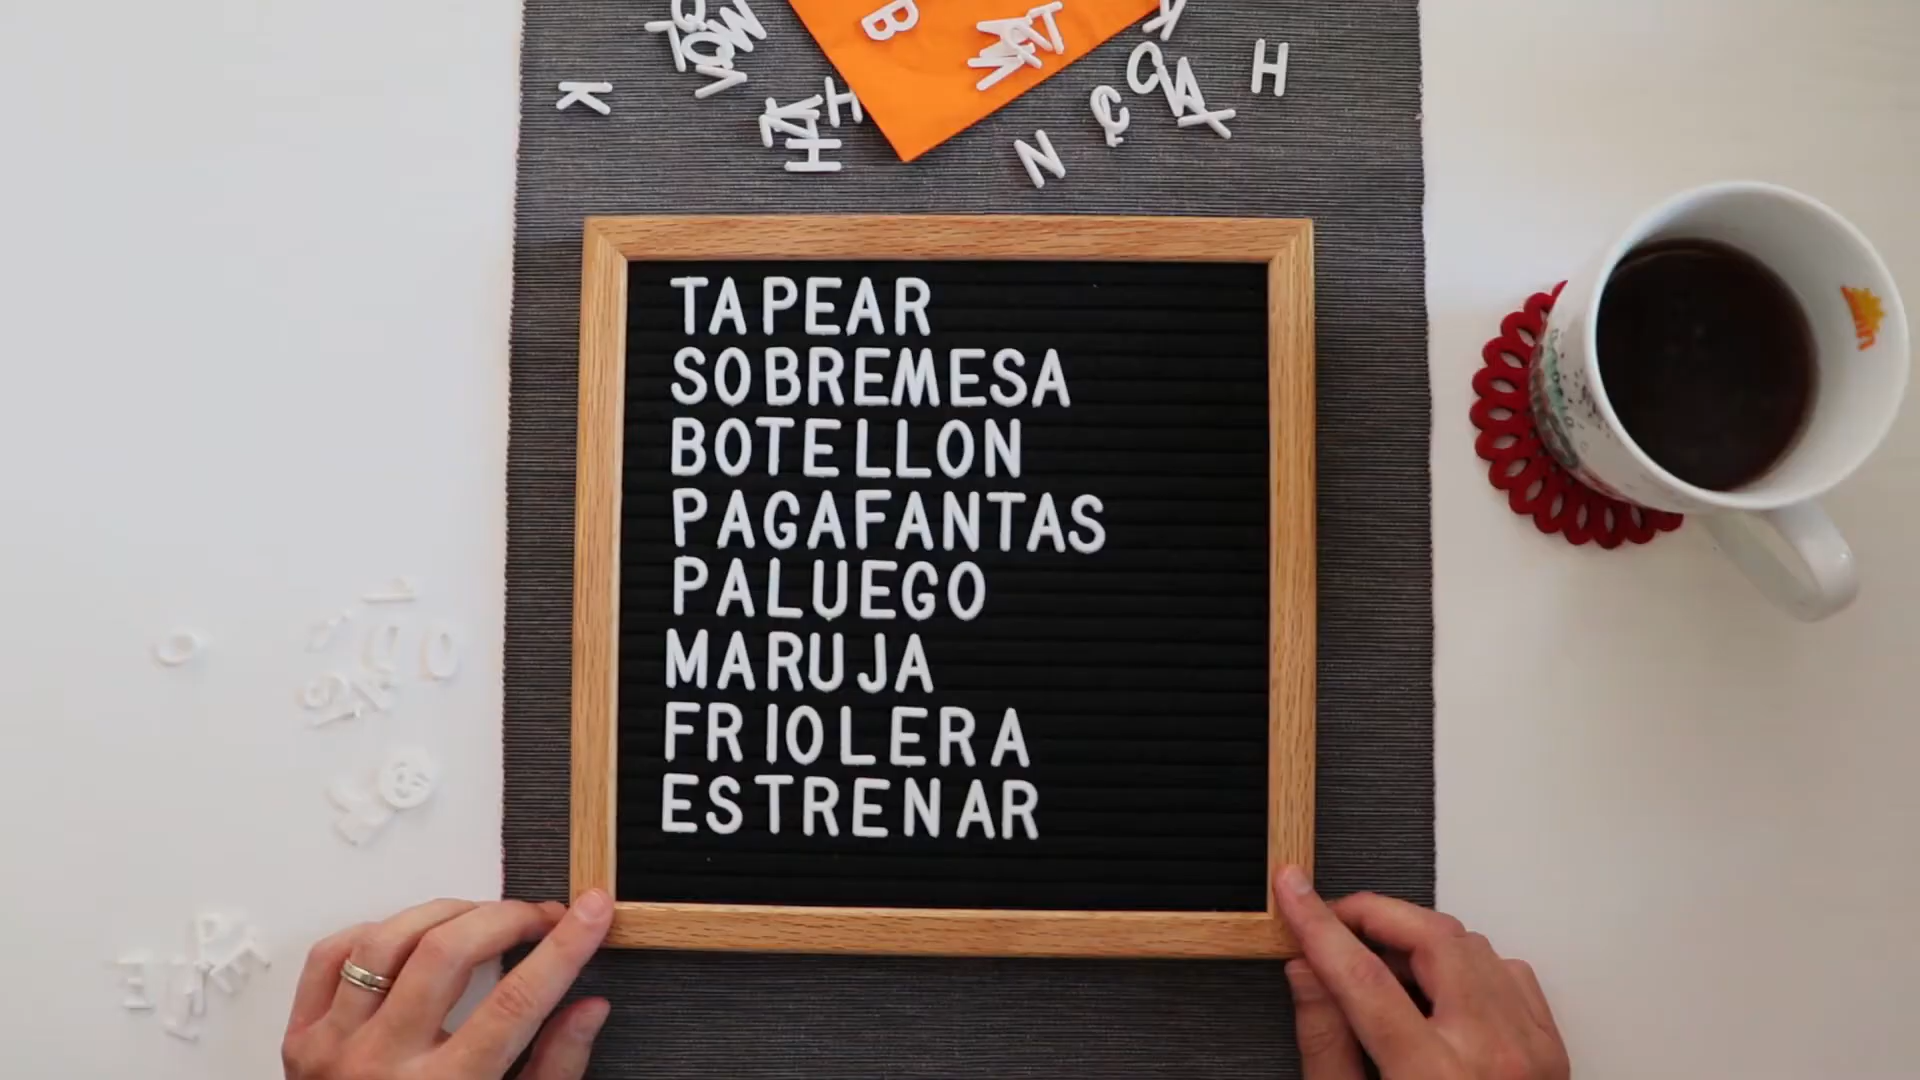 TAPEAR
SOBREMESA
BOTELLON
PAGAFANTAS
PALUEGO
MARUJA
FRIOLERA
ESTRENAR